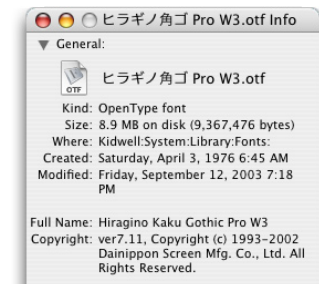 ヒラギノ角ゴ Pro W3.otf Info
General:
OTF
ヒラギノ角ゴ Pro W3.otf
Kind: OpenType font
Size: 8.9 MB on disk (9,367,476 bytes)
Where: Kidwell:System:Library:Fonts:
Created: Saturday, April 3, 1976 6:45 AM
Modified: Friday, September 12, 2003 7:18
PM
Full Name: Hiragino Kaku Gothic Pro W3
Copyright: ver7.11, Copyright (c) 1993-2002
Dainippon Screen Mfg. Co., Ltd. All
Rights Reserved.